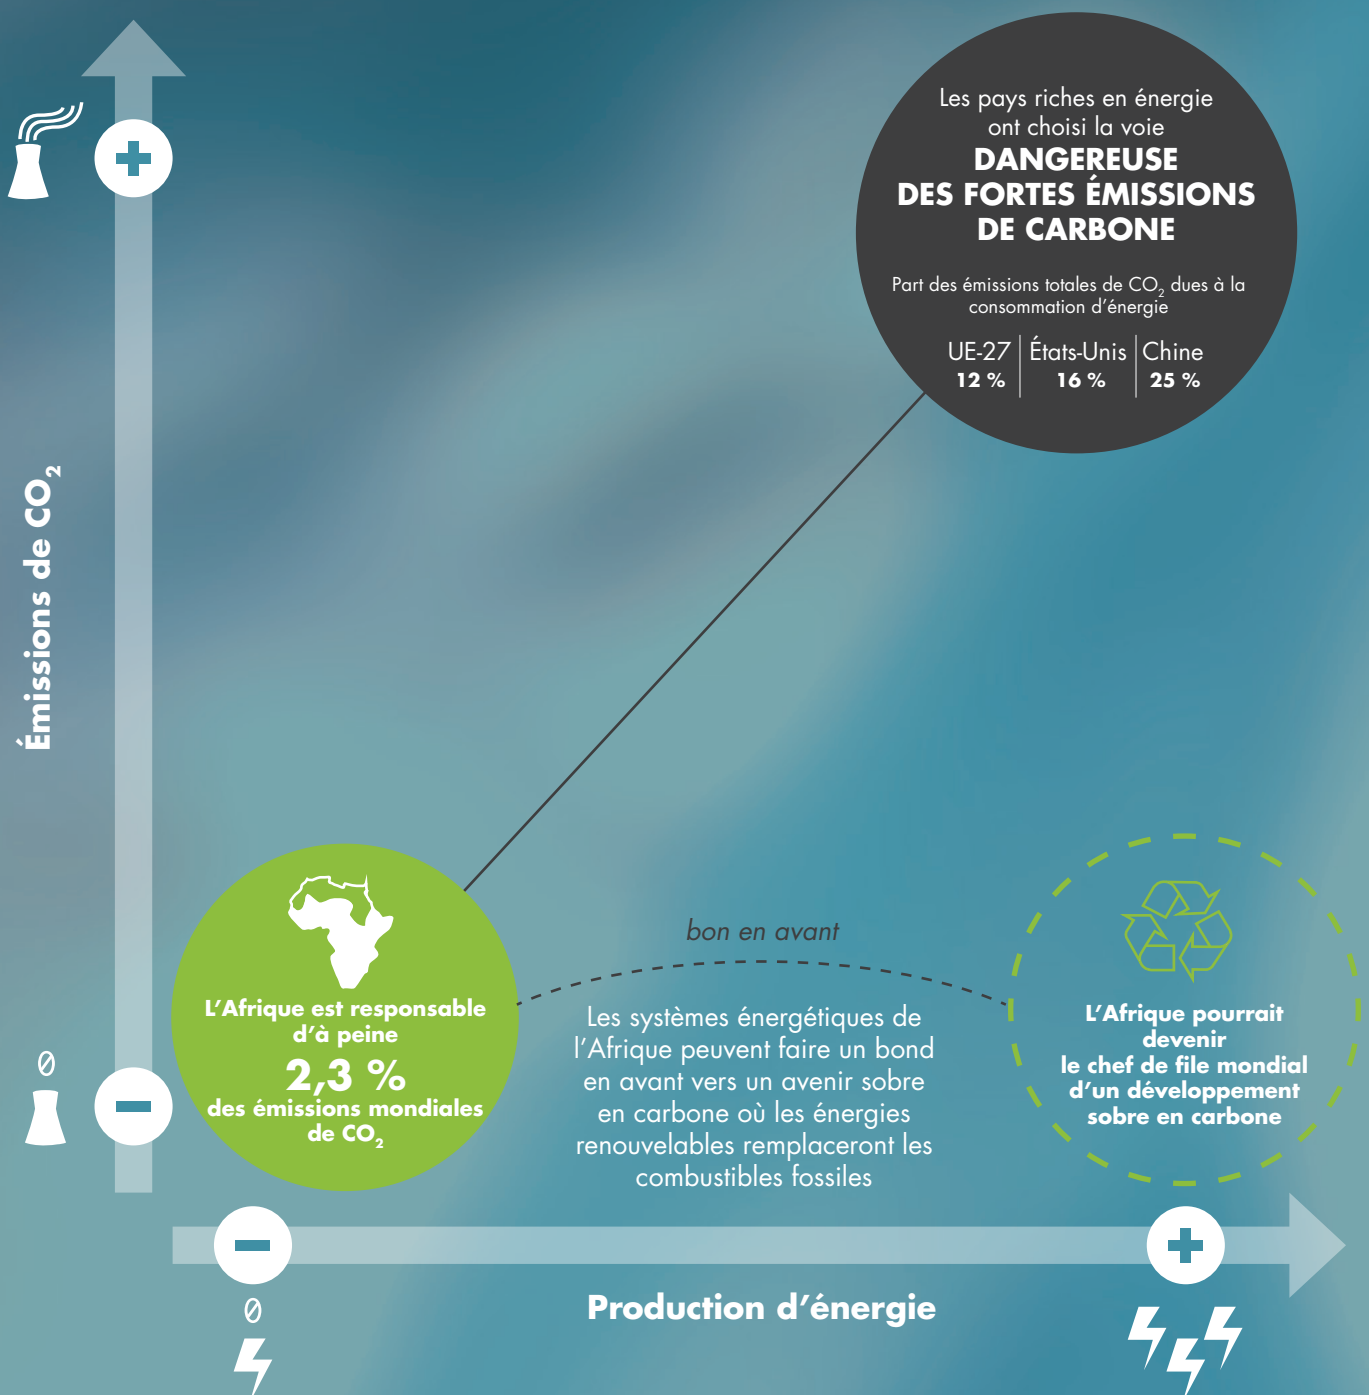 Les pays riches en énergie
ont choisi la voie
DANGEREUSE
DES FORTES ÉMISSIONS
DE CARBONE
Part des émissions totales de CO₂ dues à la
consommation d’énergie
UE-27 États-Unis Chine
12 % 16 % 25 %
Émissions de CO₂
bon en avant
L’Afrique est responsable
d’à peine
2,3 %
des émissions mondiales
de CO₂
Les systèmes énergétiques de
l’Afrique peuvent faire un bond
en avant vers un avenir sobre
en carbone où les énergies
renouvelables remplaceront les
combustibles fossiles
L’Afrique pourrait
devenir
le chef de file mondial
d’un développement
sobre en carbone
0
0
Production d’énergie